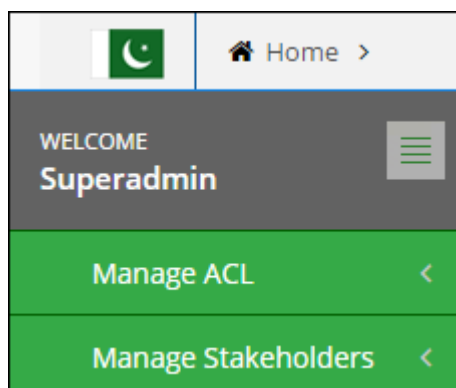 Home >
WELCOME
Superadmin
Manage ACL
Manage Stakeholders